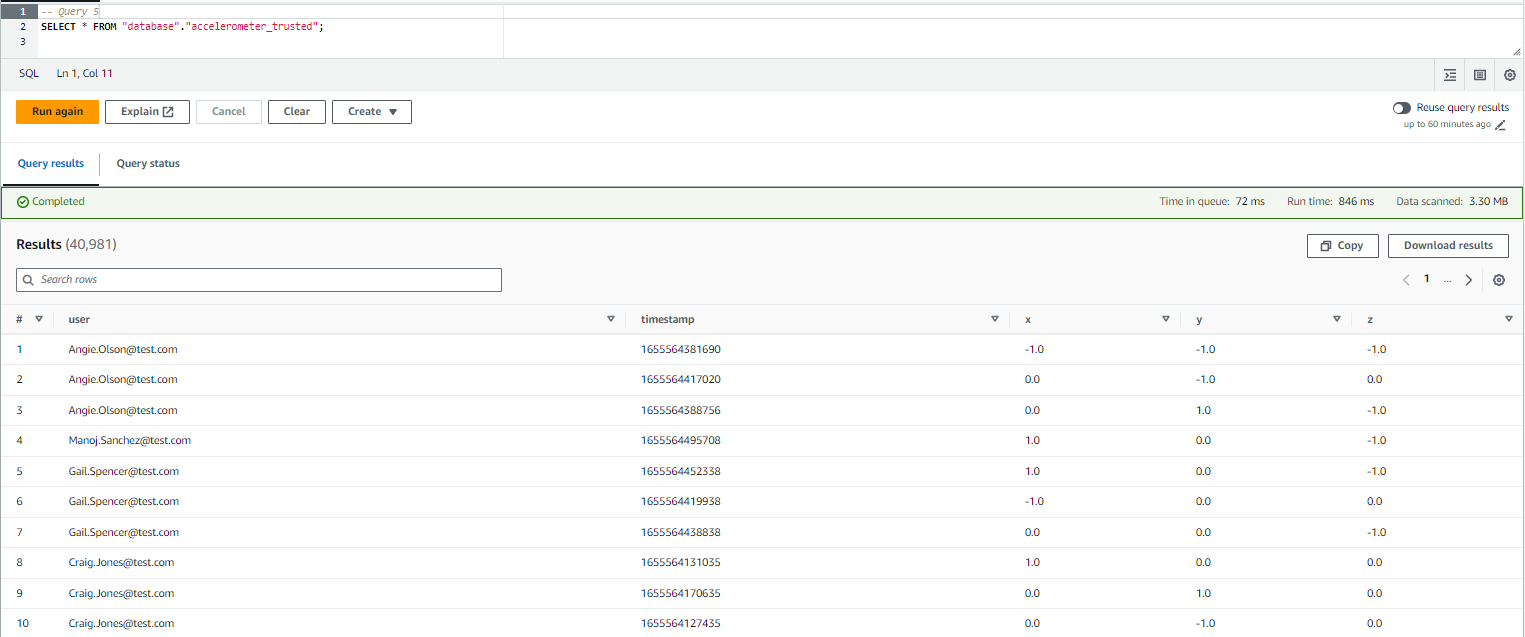 1 -- Query 5
2 SELECT * FROM "database"."accelerometer_trusted";
3
SQL Ln 1, Col 11
Run again Explain Cancel Clear Create Reuse query results
up to 60 minutes ago
Query results Query status
Completed Time in queue: 72 ms Run time: 846 ms Data scanned: 3.30 MB
Results (40,981) Copy Download results
Search rows 1 ...
# user timestamp x y z
1 Angie.Olson@test.com 1655564381690 -1.0 -1.0 -1.0
2 Angie.Olson@test.com 1655564417020 0.0 -1.0 0.0
3 Angie.Olson@test.com 1655564388756 0.0 1.0 -1.0
4 Manoj.Sanchez@test.com 1655564495708 1.0 0.0 -1.0
5 Gail.Spencer@test.com 1655564452338 1.0 0.0 -1.0
6 Gail.Spencer@test.com 1655564419938 -1.0 0.0 0.0
7 Gail.Spencer@test.com 1655564438838 0.0 0.0 -1.0
8 Craig.Jones@test.com 1655564131035 1.0 0.0 0.0
9 Craig.Jones@test.com 1655564170635 0.0 1.0 0.0
10 Craig.Jones@test.com 1655564127435 0.0 -1.0 0.0